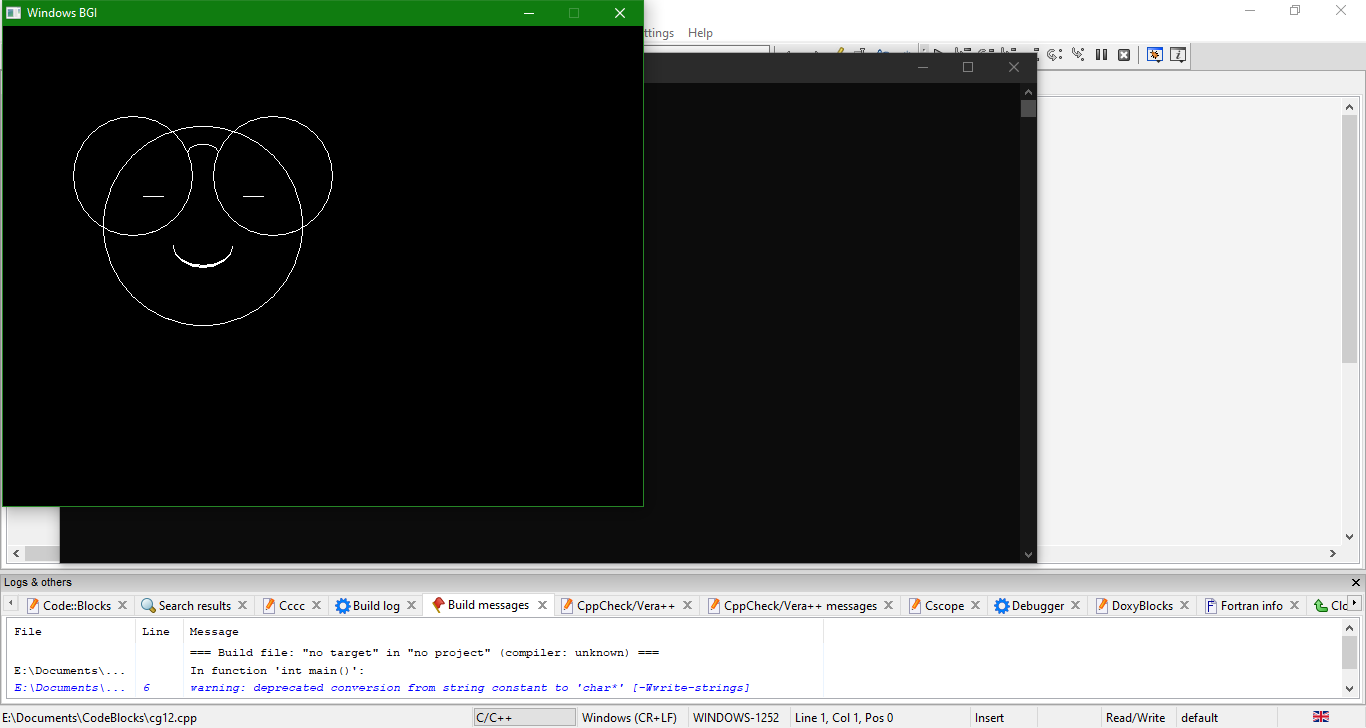 Windows BGI
ttings Help
Logs & others
Code::Blocks Search results Cccc Build log Build messages CppCheck/Vera++ CppCheck/Vera++ messages Cscope Debugger DoxyBlocks Fortran info Clo
File Line Message
=== Build file: "no target" in "no project" (compiler: unknown) ===
E:\Documents\... In function 'int main()':
E:\Documents\... 6 warning: deprecated conversion from string constant to 'char*' [-Wwrite-strings]
E:\Documents\CodeBlocks\cg12.cpp C/C++ Windows (CR+LF) WINDOWS-1252 Line 1, Col 1, Pos 0 Insert Read/Write default